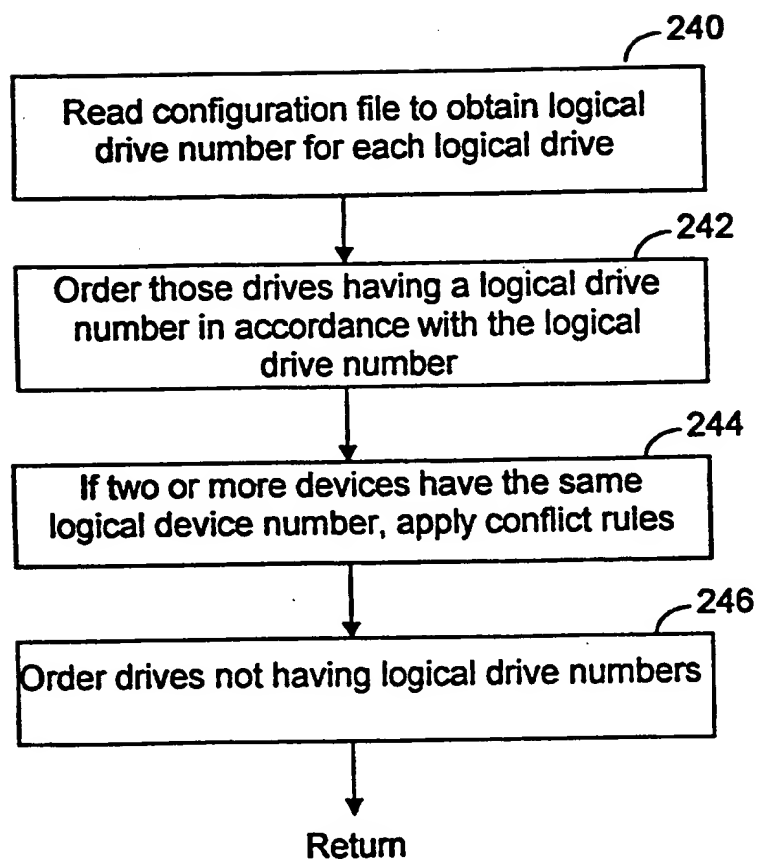 240
Read configuration file to obtain logical
drive number for each logical drive
242
Order those drives having a logical drive
number in accordance with the logical
drive number
244
If two or more devices have the same
logical device number, apply conflict rules
246
Order drives not having logical drive numbers
Return